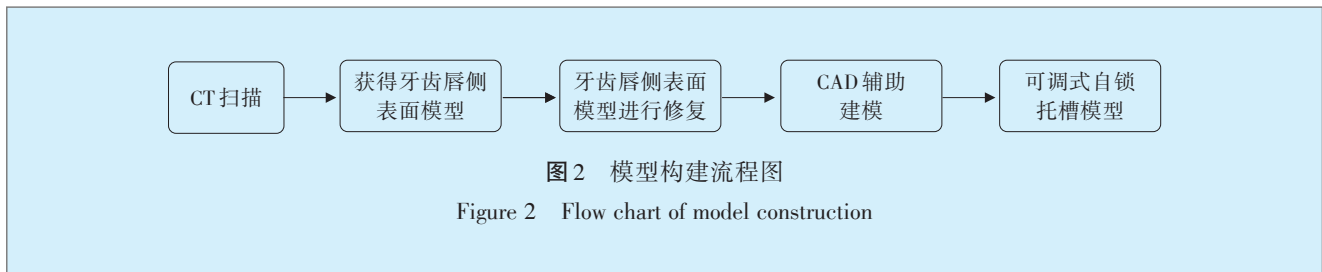 CT扫描
获得牙齿唇侧
表面模型
牙齿唇侧表面
模型进行修复
CAD辅助
建模
可调式自锁
托槽模型
图2 模型构建流程图
Figure 2 Flow chart of model construction